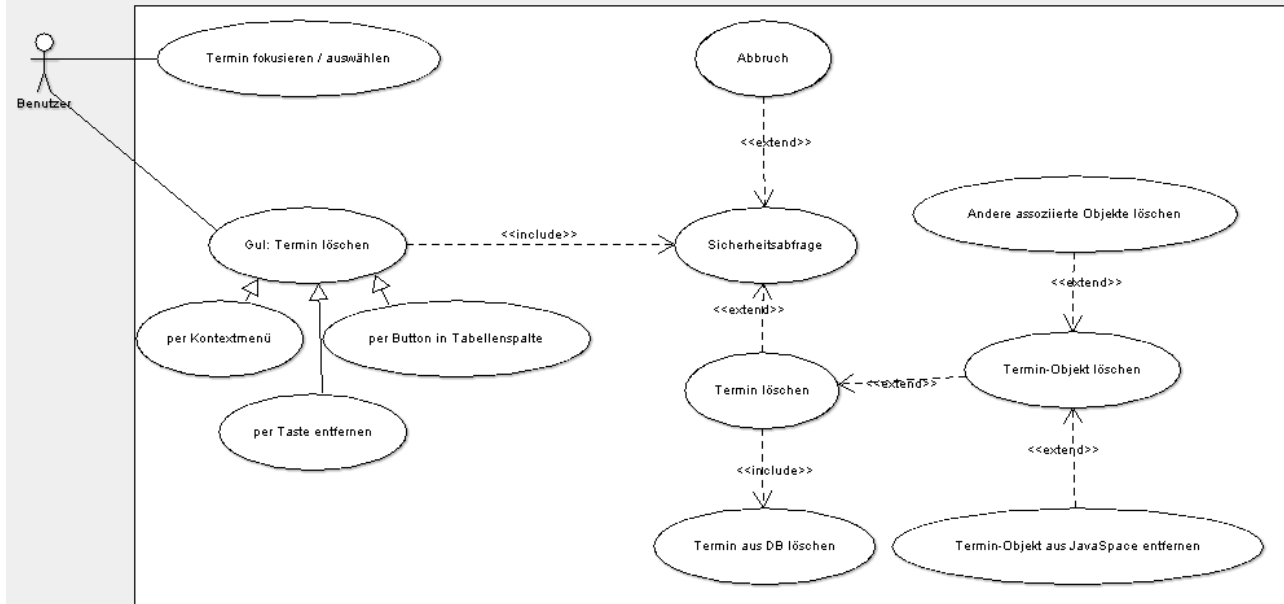 Termin fokusieren / auswählen
Abbruch
Benutzer
<<extend>>
Andere assoziierte Objekte löschen
GuI: Termin löschen
<<include>>
Sicherheitsabfrage
<<extend>>
<<extend>>
per Kontextmenü
per Button in Tabellenspalte
Termin-Objekt löschen
Termin löschen
<<extend>>
per Taste entfernen
<<extend>>
<<include>>
Termin aus DB löschen
Termin-Objekt aus JavaSpace entfernen